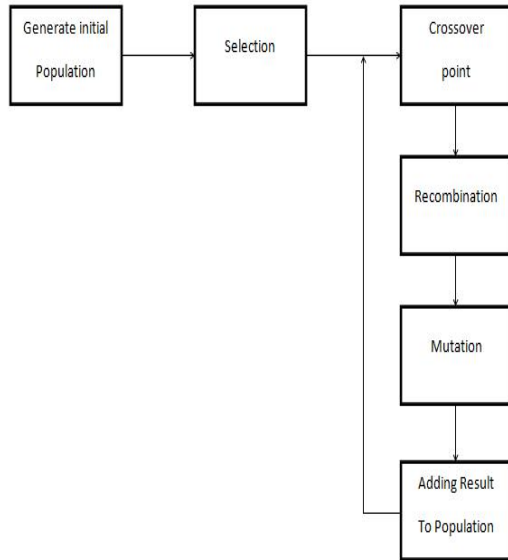 Generate initial
Population
Selection
Crossover
point
Recombination
Mutation
Adding Result
To Population